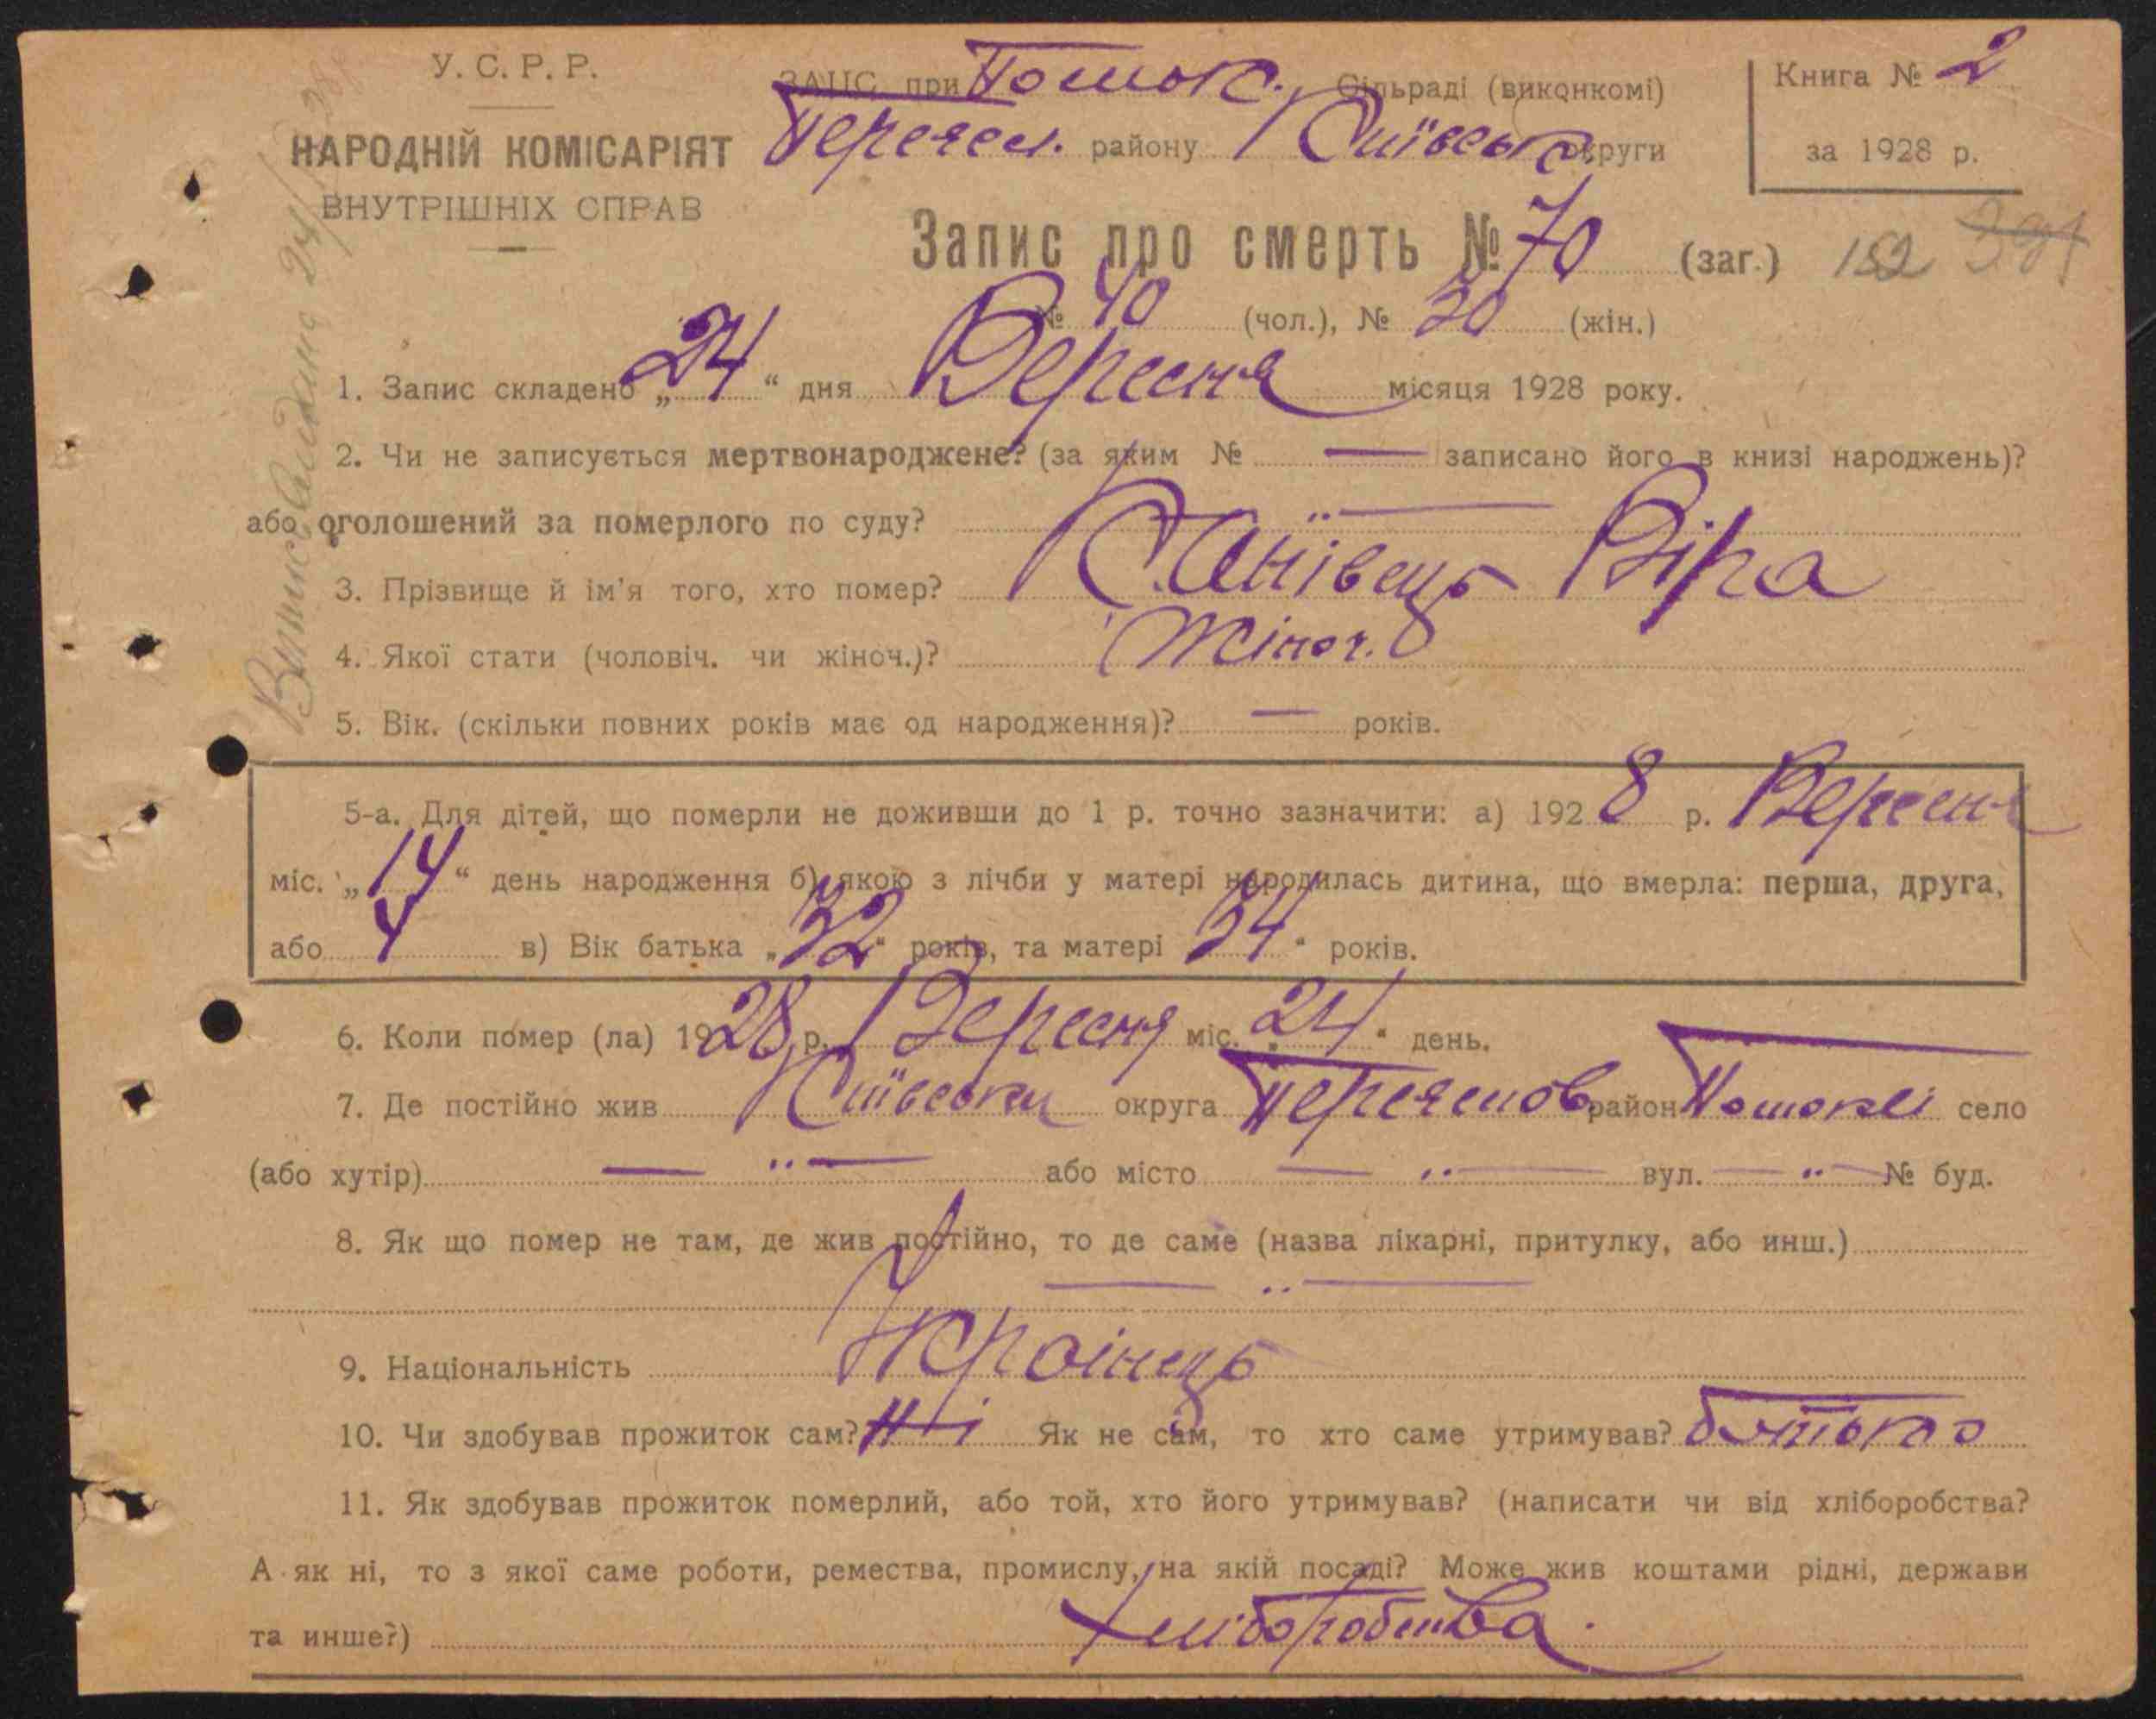 У. С. Р. Р.
НАРОДНІЙ КОМІСАРІЯТ
ВНУТРІШНІХ СПРАВ
ЗАГС при Поток. Сільраді (виконкомі)
Переясл. району Київськ. округи
Книга № 2
за 1928 р.
Запис про смерть № 70 (заг.) 152
№ 40 (чол.), № 30 (жін.)
1. Запис складено „24“ дня Вересня місяця 1928 року.
2. Чи не записується мертвонароджене? (за яким № — записано його в книзі народжень)?
або оголошений за померлого по суду? — „ —
3. Прізвище й ім'я того, хто помер? Канівець Віра
4. Якої стати (чоловіч. чи жіноч.)? Жіноч.
5. Вік. (скільки повних років має од народження)? — років.
5-а. Для дітей, що померли не доживши до 1 р. точно зазначити: а) 1928 р. Вересня
міс. „14“ день народження б) якою з лічби у матері народилась дитина, що вмерла: перша, друга,
або 4 в) Вік батька „32“ років, та матері „34“ років.
6. Коли помер (ла) 1928 р. Вересня міс. „24“ день.
7. Де постійно жив Київськи округа район село
(або хутір) — „ — або місто — „ — вул. — „ — № буд.
8. Як що помер не там, де жив постійно, то де саме (назва лікарні, притулку, або инш.)
— „ —
9. Національність Українець
10. Чи здобував прожиток сам? Ні Як не сам, то хто саме утримував? батько
11. Як здобував прожиток померлий, або той, хто його утримував? (написати чи від хліборобства?
А як ні, то з якої саме роботи, ремества, промислу, на якій посаді? Може жив коштами рідні, держави
та инше?) Хліборобства.